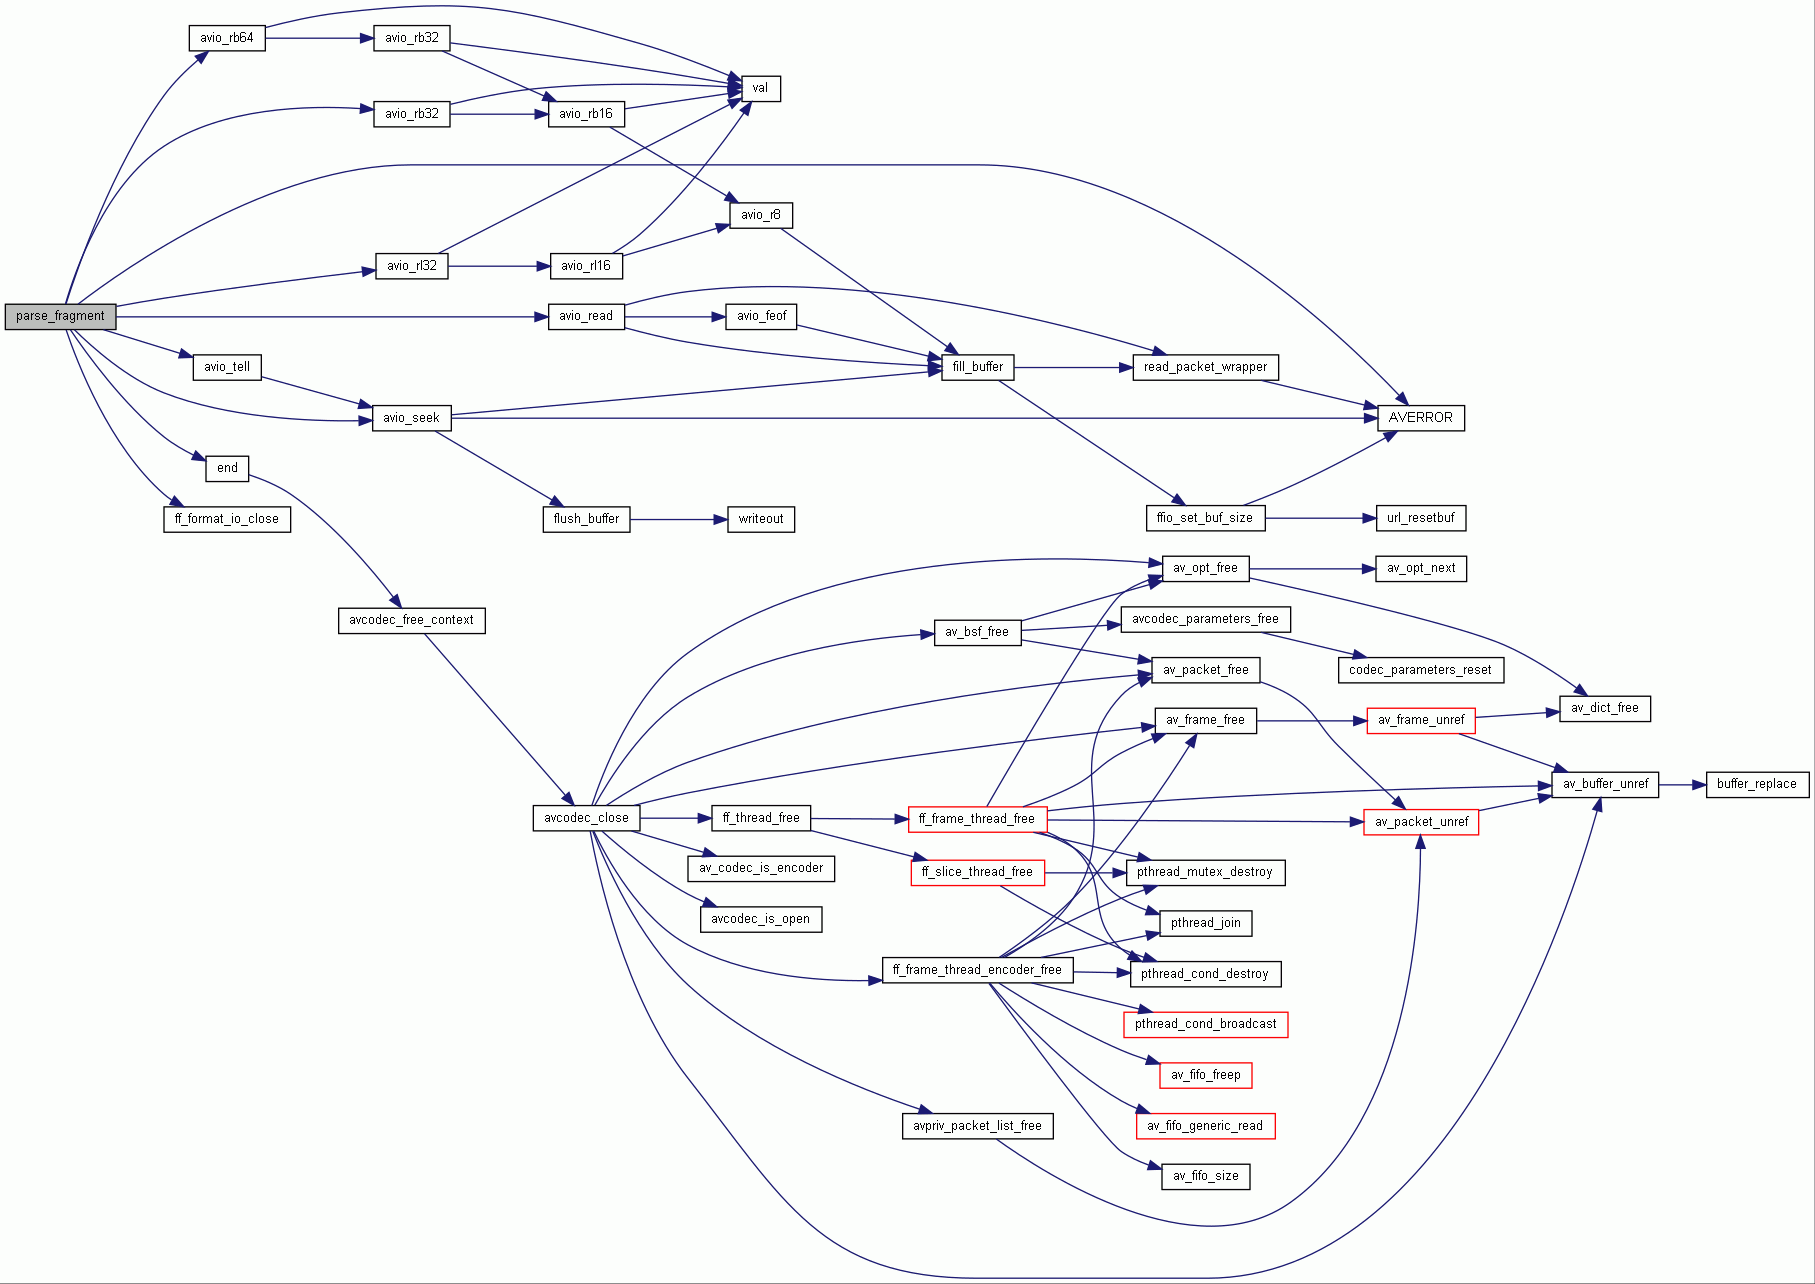 avio_rb64
avio_rb32
val
avio_rb32
avio_rb16
avio_r8
avio_rl32
avio_rl16
parse_fragment
avio_read
avio_feof
avio_tell
fill_buffer
read_packet_wrapper
avio_seek
AVERROR
end
ff_format_io_close
flush_buffer
writeout
ffio_set_buf_size
url_resetbuf
av_opt_free
av_opt_next
avcodec_free_context
av_bsf_free
avcodec_parameters_free
av_packet_free
codec_parameters_reset
av_frame_free
av_frame_unref
av_dict_free
av_buffer_unref
buffer_replace
avcodec_close
ff_thread_free
ff_frame_thread_free
av_packet_unref
av_codec_is_encoder
ff_slice_thread_free
pthread_mutex_destroy
avcodec_is_open
pthread_join
ff_frame_thread_encoder_free
pthread_cond_destroy
pthread_cond_broadcast
av_fifo_freep
avpriv_packet_list_free
av_fifo_generic_read
av_fifo_size